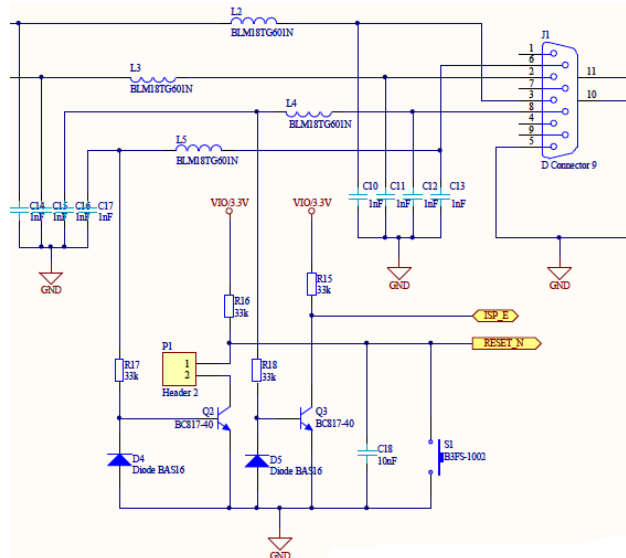 L2
BLM18TG601N
J1
1
6
2
7
3
8
4
9
5
11
10
D Connector 9
L3
BLM18TG601N
L4
BLM18TG601N
L5
BLM18TG601N
C14
1nF
C15
1nF
C16
1nF
C17
1nF
C10
1nF
C11
1nF
C12
1nF
C13
1nF
GND
GND
GND
VIO/3.3V
VIO/3.3V
R16
33k
R15
33k
ISP_E
RESET_N
P1
1
2
Header 2
R17
33k
R18
33k
Q2
BC817-40
Q3
BC817-40
D4
Diode BAS16
D5
Diode BAS16
C18
10nF
S1
B3FS-1002
GND